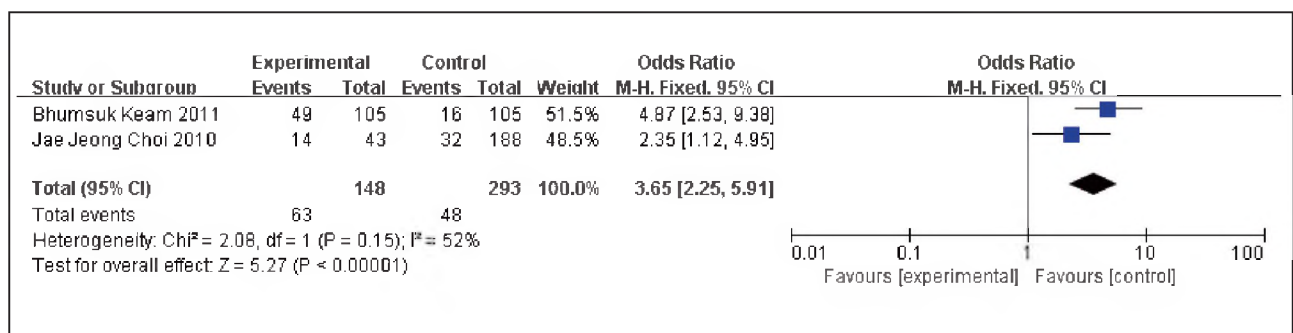 Experimental Control Odds Ratio Odds Ratio
Study or Subgroup Events Total Events Total Weight M-H. Fixed. 95% CI M-H. Fixed. 95% CI
Bhumsuk Keam 2011 49 105 16 105 51.5% 4.87 [2.53, 9.38]
Jae Jeong Choi 2010 14 43 32 188 48.5% 2.35 [1.12, 4.95]
Total (95% CI) 148 293 100.0% 3.65 [2.25, 5.91]
Total events 63 48
Heterogeneity: Chi² = 2.08, df = 1 (P = 0.15); I² = 52%
Test for overall effect: Z = 5.27 (P < 0.00001)
0.01 0.1 1 10 100
Favours [experimental] Favours [control]